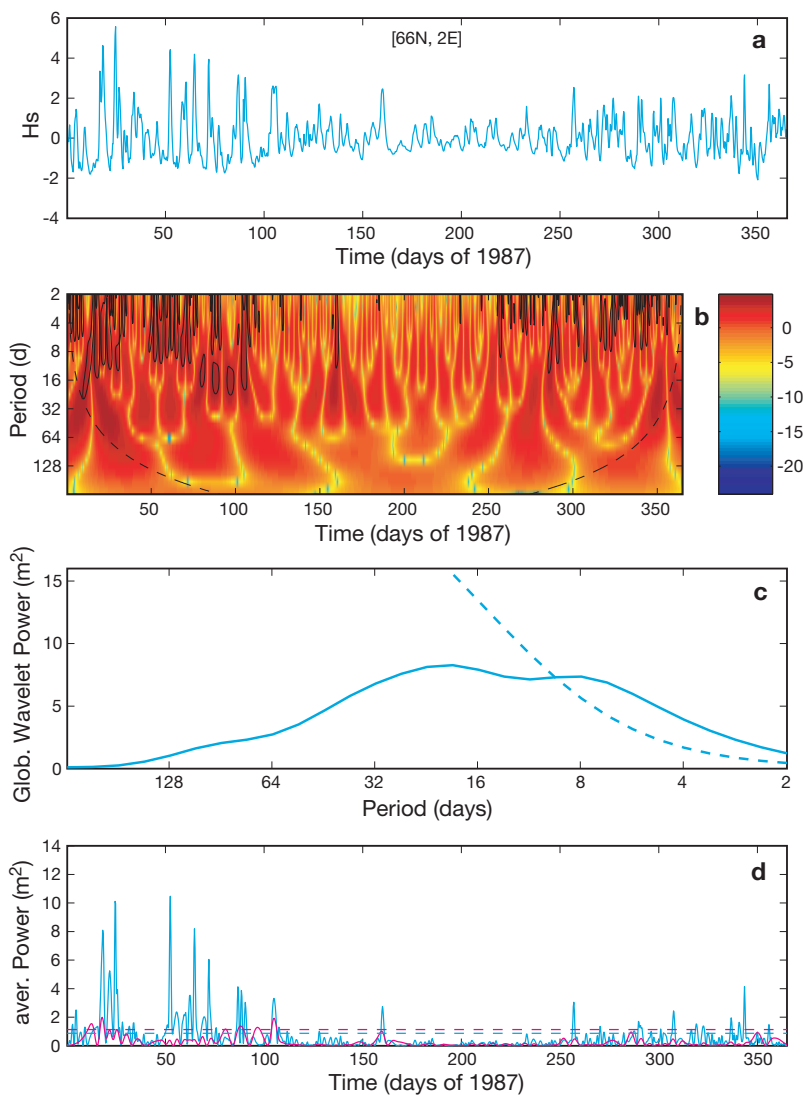 6
4
2
0
-2
-4
Hs
[66N, 2E]
a
50 100 150 200 250 300 350
Time (days of 1987)
2
4
8
16
32
64
128
Period (d)
b
0
-10
-20
50 100 150 200 250 300 350
Time (days of 1987)
15
10
5
0
Glob. Wavelet Power (m²)
c
128 64 32 16 8 4 2
Period (days)
14
12
10
8
6
4
2
0
aver. Power (m²)
d
50 100 150 200 250 300 350
Time (days of 1987)